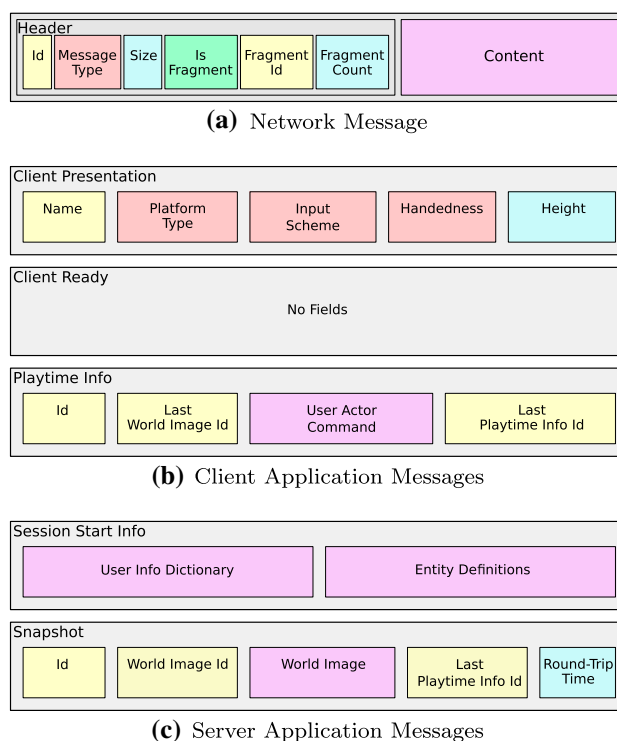 Header
Id
Message
Type
Size
Is
Fragment
Fragment
Id
Fragment
Count
Content
(a) Network Message
Client Presentation
Name
Platform
Type
Input
Scheme
Handedness
Height
Client Ready
No Fields
Playtime Info
Id
Last
World Image Id
User Actor
Command
Last
Playtime Info Id
(b) Client Application Messages
Session Start Info
User Info Dictionary
Entity Definitions
Snapshot
Id
World Image Id
World Image
Last
Playtime Info Id
Round-Trip
Time
(c) Server Application Messages